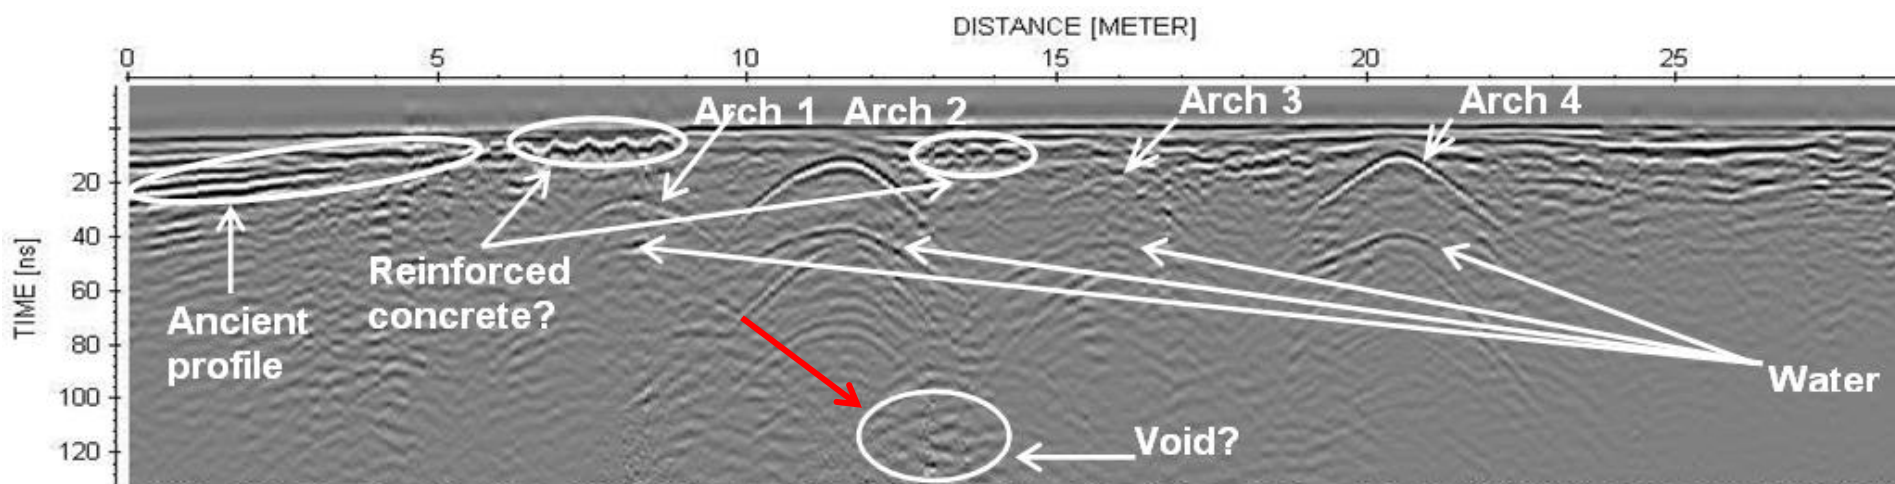 DISTANCE [METER]
0 5 10 15 20 25
Arch 1 Arch 2 Arch 3 Arch 4
20
40
60
80
100
120
TIME [ns]
Reinforced
concrete?
Ancient
profile
Water
Void?